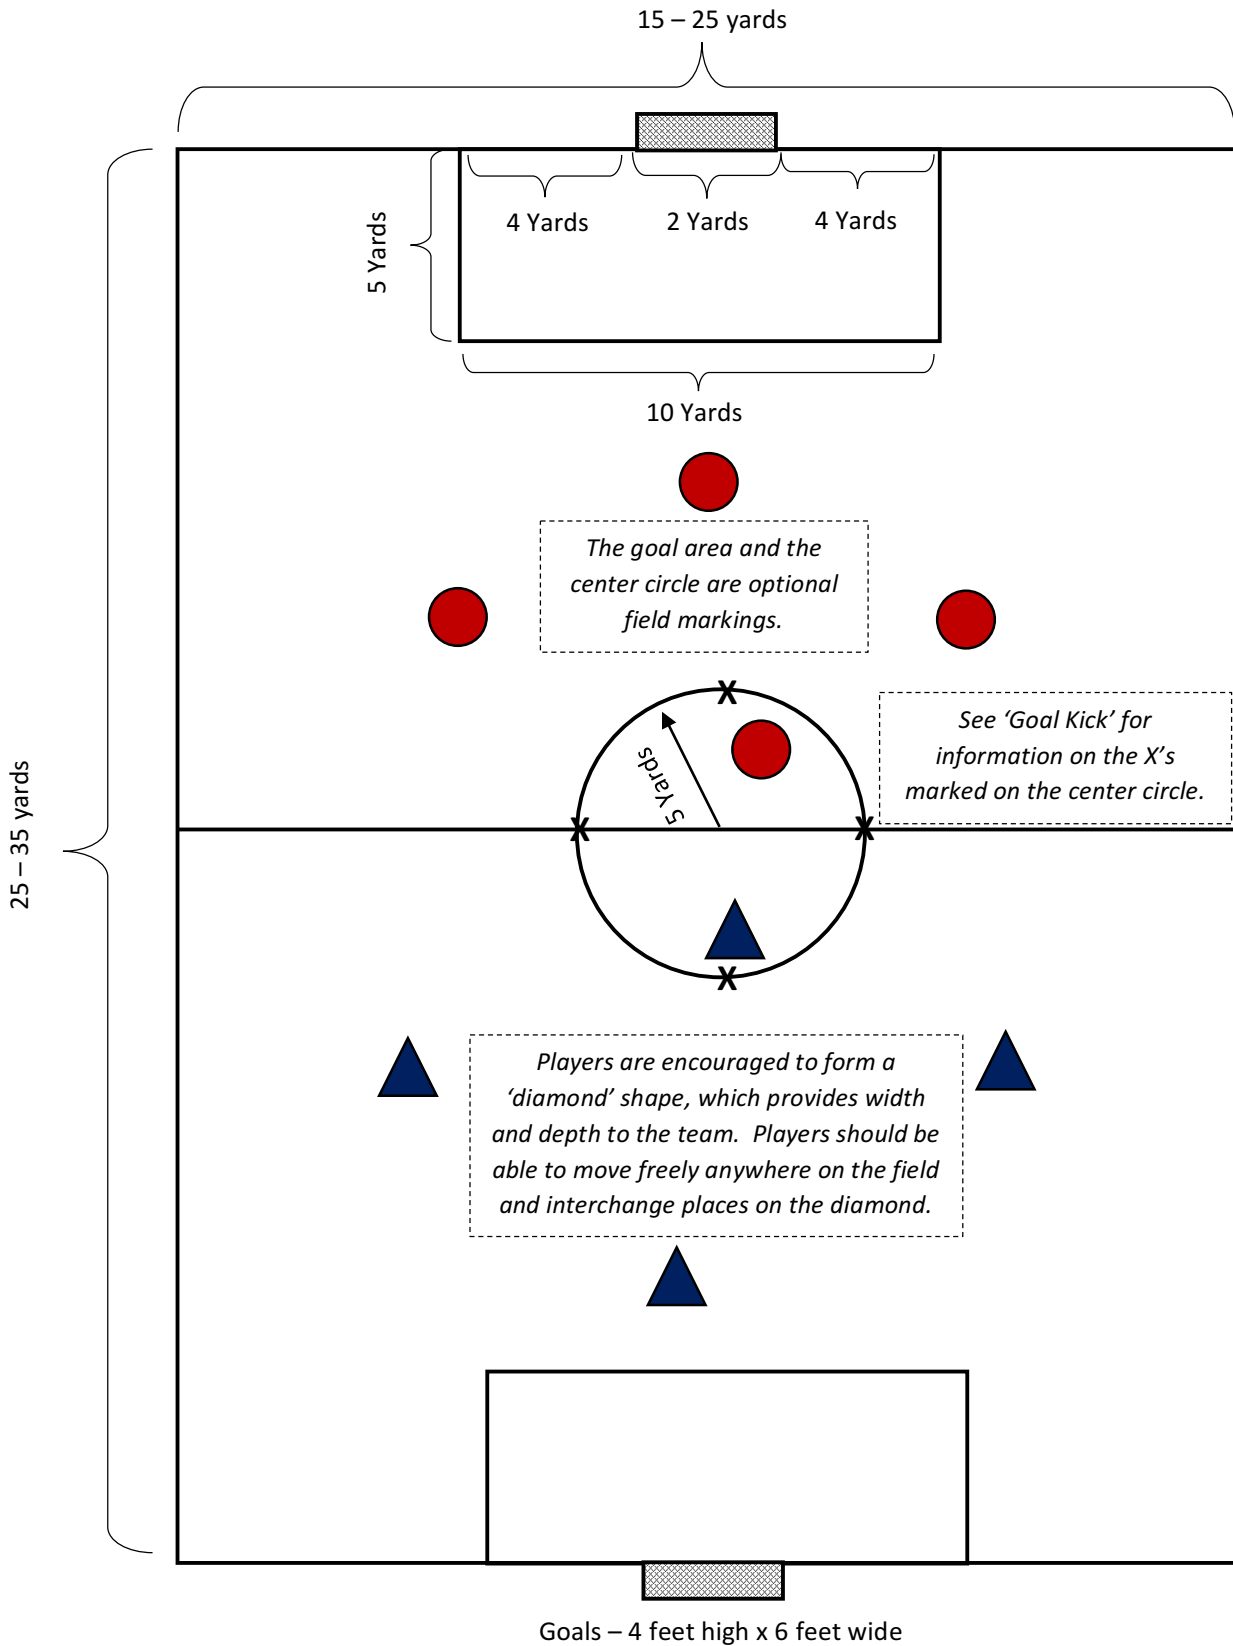 15 – 25 yards
4 Yards
2 Yards
4 Yards
5 Yards
10 Yards
The goal area and the
center circle are optional
field markings.
X
See ‘Goal Kick’ for
information on the X’s
marked on the center circle.
5 Yards
25 – 35 yards
X
X
X
Players are encouraged to form a
‘diamond’ shape, which provides width
and depth to the team.  Players should be
able to move freely anywhere on the field
and interchange places on the diamond.
Goals – 4 feet high x 6 feet wide